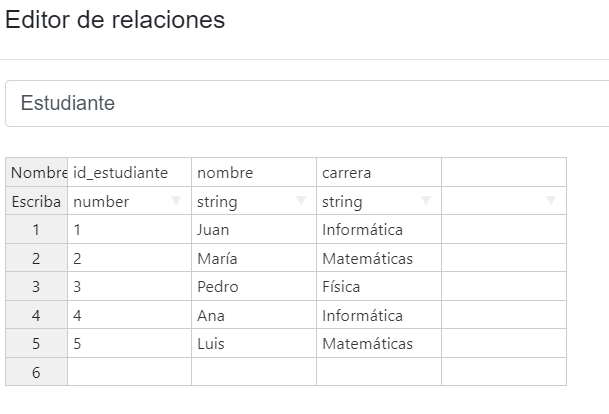 Editor de relaciones
Estudiante
Nombre id_estudiante nombre carrera
Escriba number string string
1 1 Juan Informática
2 2 María Matemáticas
3 3 Pedro Física
4 4 Ana Informática
5 5 Luis Matemáticas
6